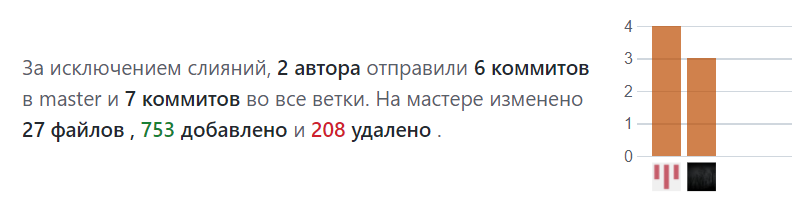 За исключением слияний, 2 автора отправили 6 коммитов
в master и 7 коммитов во все ветки. На мастере изменено
27 файлов , 753 добавлено и 208 удалено .
4
3
2
1
0